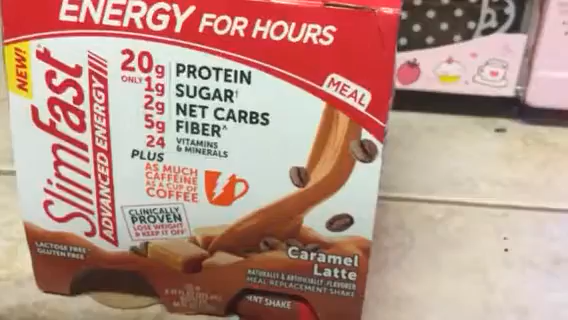 ENERGY FOR HOURS
NEW!
SlimFast
ADVANCED ENERGY
20g PROTEIN
ONLY 1g SUGAR†
2g NET CARBS
5g FIBER^
24 VITAMINS
& MINERALS
PLUS
AS MUCH
CAFFEINE
AS A CUP OF
COFFEE
MEAL
CLINICALLY
PROVEN
LOSE WEIGHT
& KEEP IT OFF
LACTOSE FREE
GLUTEN FREE
Caramel
Latte
NATURALLY & ARTIFICIALLY FLAVORED
MEAL REPLACEMENT SHAKE
NT SHAKE